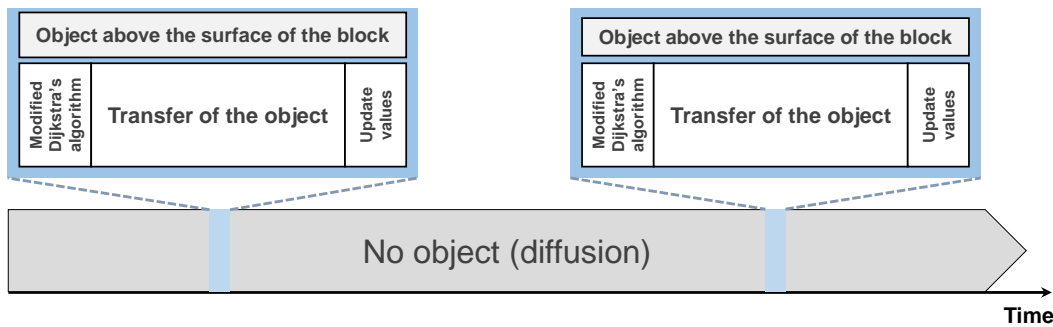 Object above the surface of the block
Modified
Dijkstra's
algorithm
Transfer of the object
Update
values
Object above the surface of the block
Modified
Dijkstra's
algorithm
Transfer of the object
Update
values
No object (diffusion)
Time